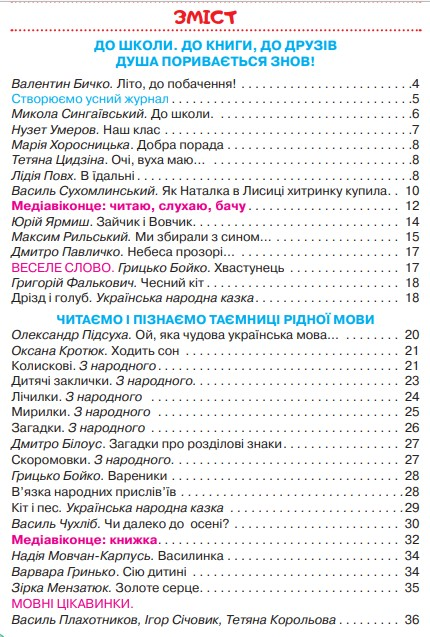 ЗМІСТ
ДО ШКОЛИ. ДО КНИГИ, ДО ДРУЗІВ
ДУША ПОРИВАЄТЬСЯ ЗНОВ!
Валентин Бичко. Літо, до побачення! . . . . . . . . . . . . . . . . . . . . .4
Створюємо усний журнал . . . . . . . . . . . . . . . . . . . . . . . . . . . . . .5
Микола Сингаївський. До школи. . . . . . . . . . . . . . . . . . . . . . . . .6
Нузет Умеров. Наш клас . . . . . . . . . . . . . . . . . . . . . . . . . . . . . . .7
Марія Хоросницька. Добра порада . . . . . . . . . . . . . . . . . . . . . .8
Тетяна Цидзіна. Очі, вуха маю... . . . . . . . . . . . . . . . . . . . . . . . . .8
Лідія Повх. В їдальні . . . . . . . . . . . . . . . . . . . . . . . . . . . . . . . . . .8
Василь Сухомлинський. Як Наталка в Лисиці хитринку купила. . 10
Медіавіконце: читаю, слухаю, бачу . . . . . . . . . . . . . . . . . . . . 12
Юрій Ярмиш. Зайчик і Вовчик. . . . . . . . . . . . . . . . . . . . . . . . . . 14
Максим Рильський. Ми збирали з сином... . . . . . . . . . . . . . . . 15
Дмитро Павличко. Небеса прозорі... . . . . . . . . . . . . . . . . . . . . 17
ВЕСЕЛЕ СЛОВО. Грицько Бойко. Хвастунець . . . . . . . . . . . . . 17
Григорій Фалькович. Чесний кіт . . . . . . . . . . . . . . . . . . . . . . . . 18
Дрізд і голуб. Українська народна казка. . . . . . . . . . . . . . . . . . 18
ЧИТАЄМО І ПІЗНАЄМО ТАЄМНИЦІ РІДНОЇ МОВИ
Олександр Підсуха. Ой, яка чудова українська мова... . . . . . . 20
Оксана Кротюк. Ходить сон . . . . . . . . . . . . . . . . . . . . . . . . . . . 21
Колискові. З народного. . . . . . . . . . . . . . . . . . . . . . . . . . . . . . . 21
Дитячі заклички. З народного. . . . . . . . . . . . . . . . . . . . . . . . . . 23
Лічилки. З народного . . . . . . . . . . . . . . . . . . . . . . . . . . . . . . . . 24
Мирилки. З народного . . . . . . . . . . . . . . . . . . . . . . . . . . . . . . . 25
Загадки. З народного . . . . . . . . . . . . . . . . . . . . . . . . . . . . . . . . 26
Дмитро Білоус. Загадки про розділові знаки . . . . . . . . . . . . . . 27
Скоромовки. З народного. . . . . . . . . . . . . . . . . . . . . . . . . . . . . 27
Грицько Бойко. Вареники . . . . . . . . . . . . . . . . . . . . . . . . . . . . . 28
В’язка народних прислів’їв . . . . . . . . . . . . . . . . . . . . . . . . . . . . 28
Кіт і пес. Українська народна казка . . . . . . . . . . . . . . . . . . . . . 29
Василь Чухліб. Чи далеко до осені? . . . . . . . . . . . . . . . . . . . . . 30
Медіавіконце: книжка. . . . . . . . . . . . . . . . . . . . . . . . . . . . . . . 32
Надія Мовчан-Карпусь. Василинка . . . . . . . . . . . . . . . . . . . . . . 34
Варвара Гринько. Сію дитині . . . . . . . . . . . . . . . . . . . . . . . . . . 34
Зірка Мензатюк. Золоте серце. . . . . . . . . . . . . . . . . . . . . . . . . 35
МОВНІ ЦІКАВИНКИ.
Василь Плахотников, Ігор Січовик, Тетяна Корольова . . . . . . . 36